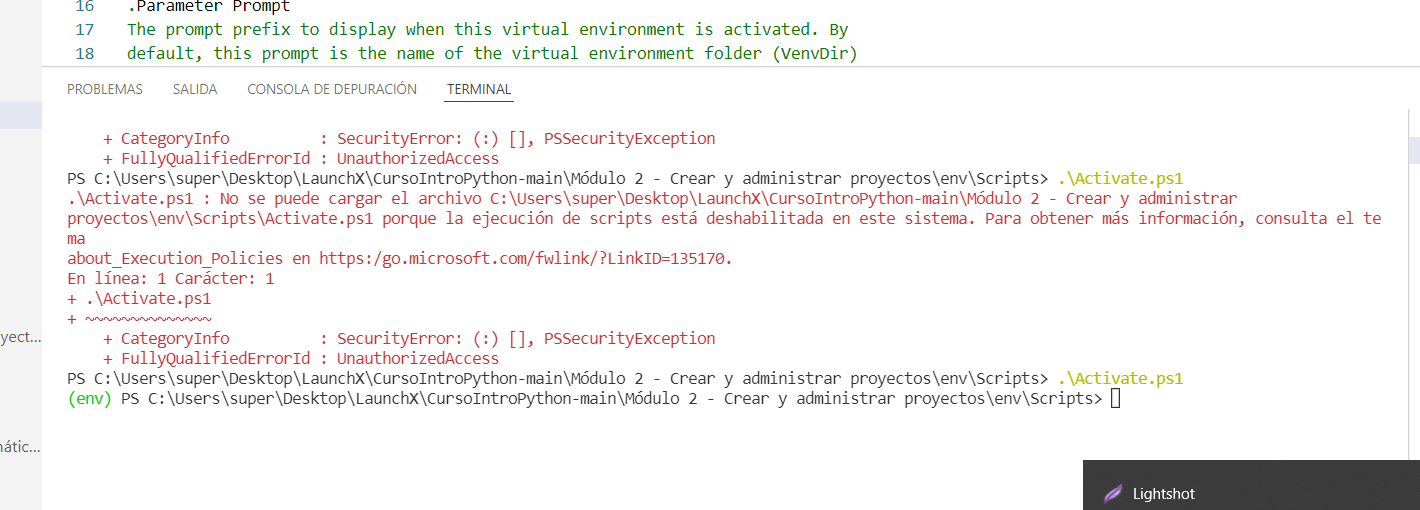 16 .Parameter Prompt
17 The prompt prefix to display when this virtual environment is activated. By
18 default, this prompt is the name of the virtual environment folder (VenvDir)
PROBLEMAS SALIDA CONSOLA DE DEPURACIÓN TERMINAL
+ CategoryInfo : SecurityError: (:) [], PSSecurityException
+ FullyQualifiedErrorId : UnauthorizedAccess
PS C:\Users\super\Desktop\LaunchX\CursoIntroPython-main\Módulo 2 - Crear y administrar proyectos\env\Scripts> .\Activate.ps1
.\Activate.ps1 : No se puede cargar el archivo C:\Users\super\Desktop\LaunchX\CursoIntroPython-main\Módulo 2 - Crear y administrar
proyectos\env\Scripts\Activate.ps1 porque la ejecución de scripts está deshabilitada en este sistema. Para obtener más información, consulta el te
ma
about_Execution_Policies en https:/go.microsoft.com/fwlink/?LinkID=135170.
En línea: 1 Carácter: 1
+ .\Activate.ps1
+ ~~~~~~~~~~~~~~
+ CategoryInfo : SecurityError: (:) [], PSSecurityException
yect...
+ FullyQualifiedErrorId : UnauthorizedAccess
PS C:\Users\super\Desktop\LaunchX\CursoIntroPython-main\Módulo 2 - Crear y administrar proyectos\env\Scripts> .\Activate.ps1
(env) PS C:\Users\super\Desktop\LaunchX\CursoIntroPython-main\Módulo 2 - Crear y administrar proyectos\env\Scripts>
nátic...
Lightshot